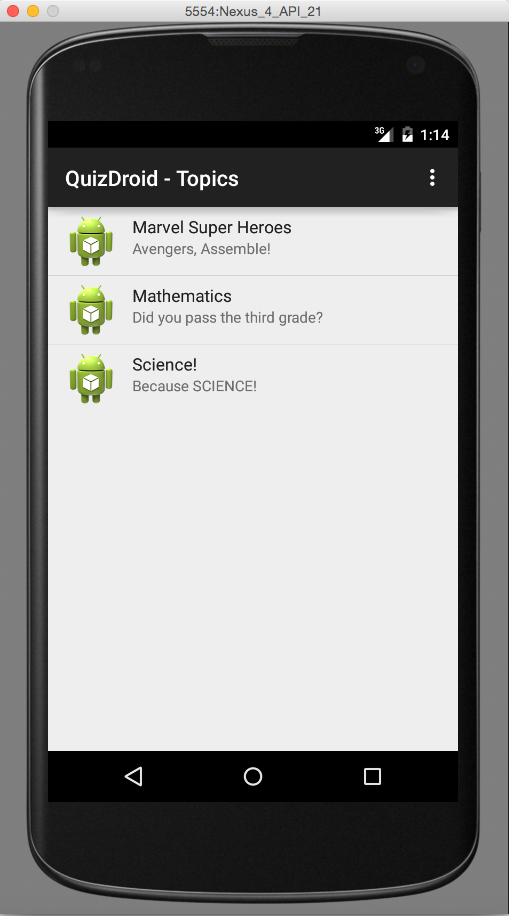 5554:Nexus_4_API_21
3G 1:14
QuizDroid - Topics
Marvel Super Heroes
Avengers, Assemble!
Mathematics
Did you pass the third grade?
Science!
Because SCIENCE!